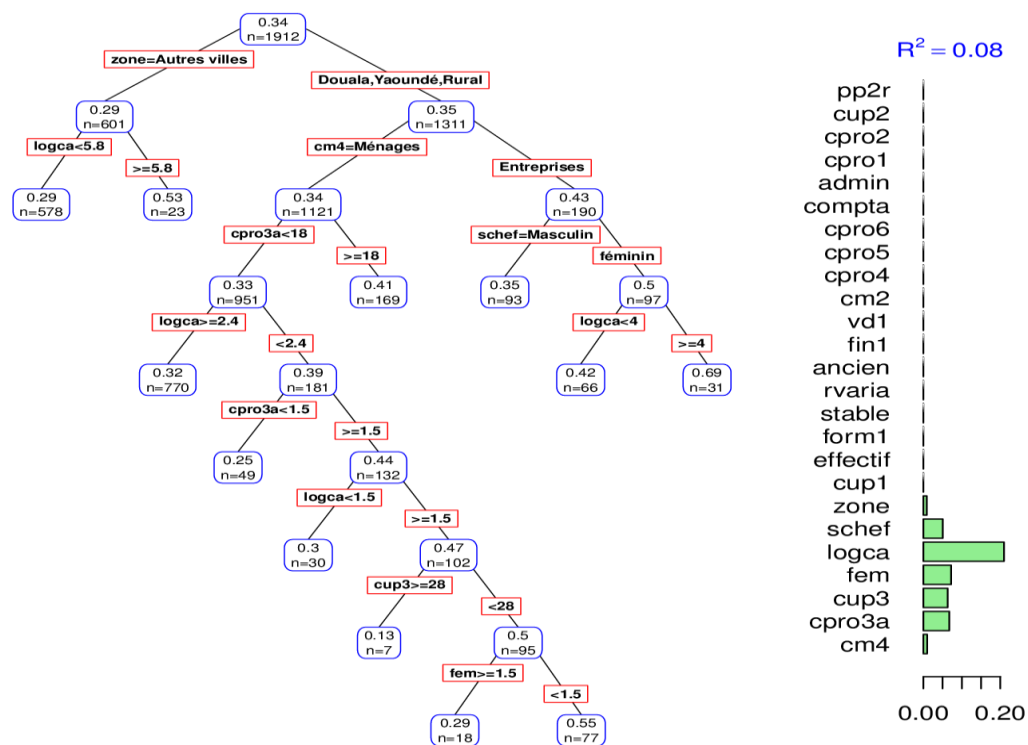 0.34
n=1912
zone=Autres villes
Douala,Yaoundé,Rural
0.29
n=601
0.35
n=1311
logca<5.8
>=5.8
cm4=Ménages
Entreprises
0.29
n=578
0.53
n=23
0.34
n=1121
0.43
n=190
cpro3a<18
>=18
schef=Masculin
féminin
0.33
n=951
0.41
n=169
0.35
n=93
0.5
n=97
logca>=2.4
<2.4
logca<4
>=4
0.32
n=770
0.39
n=181
0.42
n=66
0.69
n=31
cpro3a<1.5
>=1.5
0.25
n=49
0.44
n=132
logca<1.5
>=1.5
0.3
n=30
0.47
n=102
cup3>=28
<28
0.13
n=7
0.5
n=95
fem>=1.5
<1.5
0.29
n=18
0.55
n=77
R² = 0.08
pp2r
cup2
cpro2
cpro1
admin
compta
cpro6
cpro5
cpro4
cm2
vd1
fin1
ancien
rvaria
stable
form1
effectif
cup1
zone
schef
logca
fem
cup3
cpro3a
cm4
0.00 0.20